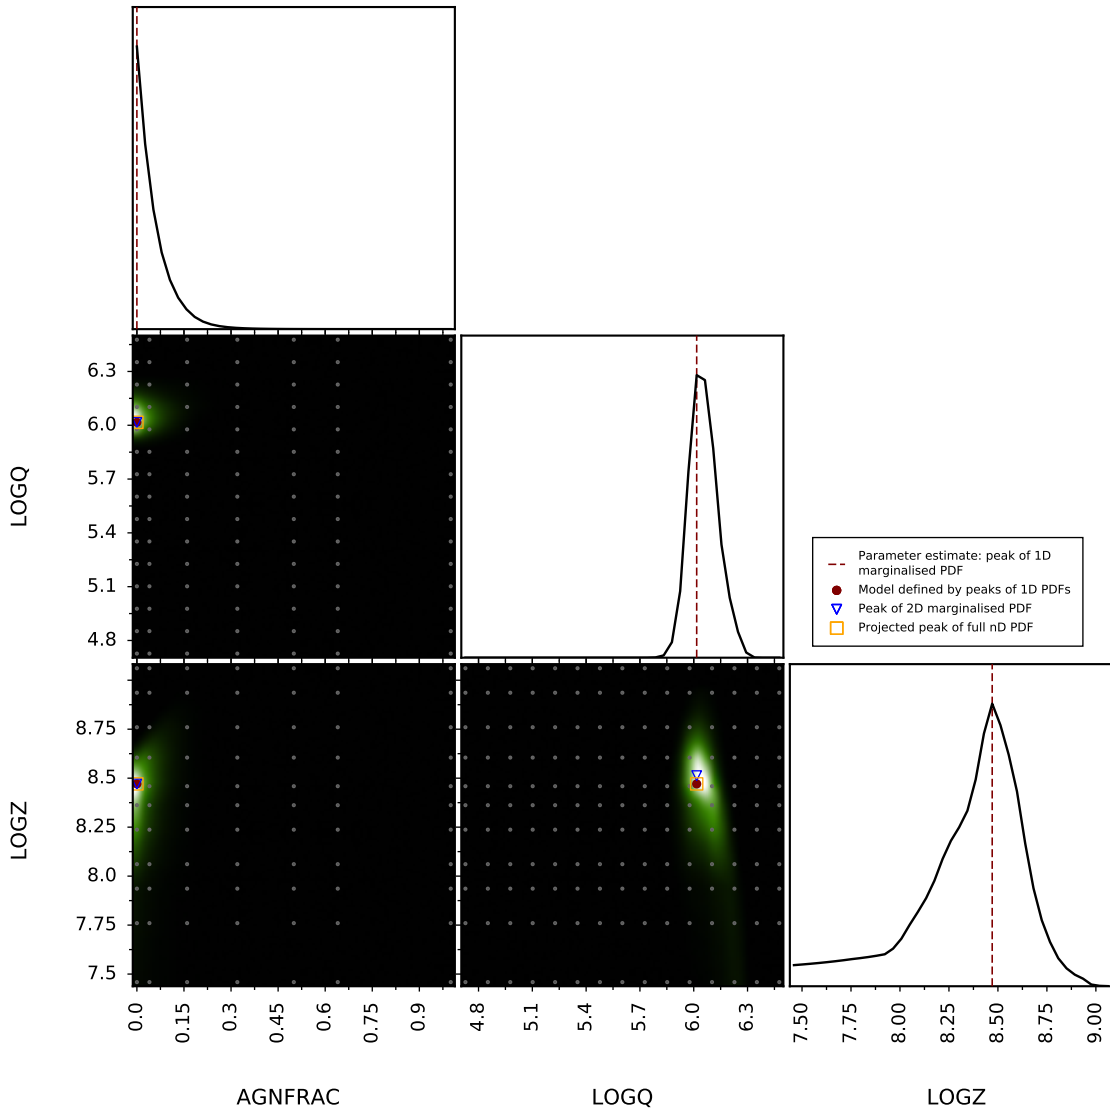 6.3
6.0
5.7
5.4
5.1
4.8
LOGQ
Parameter estimate: peak of 1D
marginalised PDF
Model defined by peaks of 1D PDFs
Peak of 2D marginalised PDF
Projected peak of full nD PDF
8.75
8.5
8.25
8.0
7.75
7.5
LOGZ
0.0 0.15 0.3 0.45 0.6 0.75 0.9
4.8 5.1 5.4 5.7 6.0 6.3
7.50 7.75 8.00 8.25 8.50 8.75 9.00
AGNFRAC LOGQ LOGZ